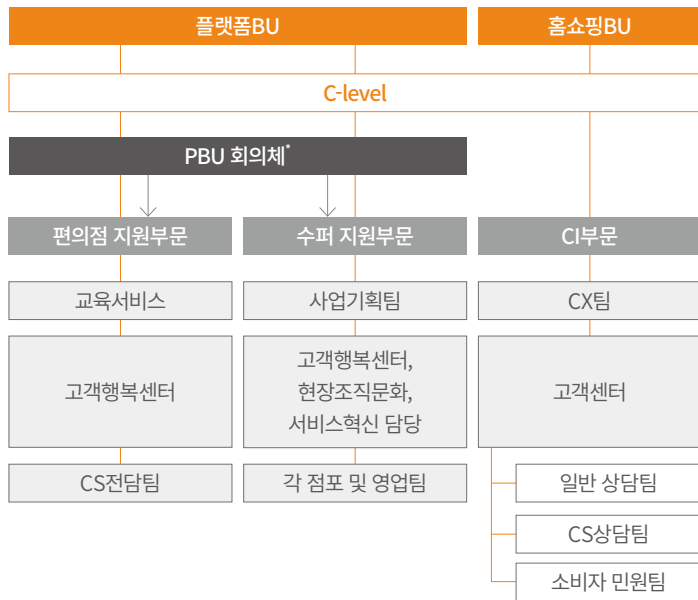 플랫폼BU
홈쇼핑BU
C-level
PBU 회의체*
편의점 지원부문
수퍼 지원부문
CI부문
교육서비스
사업기획팀
CX팀
고객행복센터
고객행복센터,
현장조직문화,
서비스혁신 담당
고객센터
CS전담팀
각 점포 및 영업팀
일반 상담팀
CS상담팀
소비자 민원팀